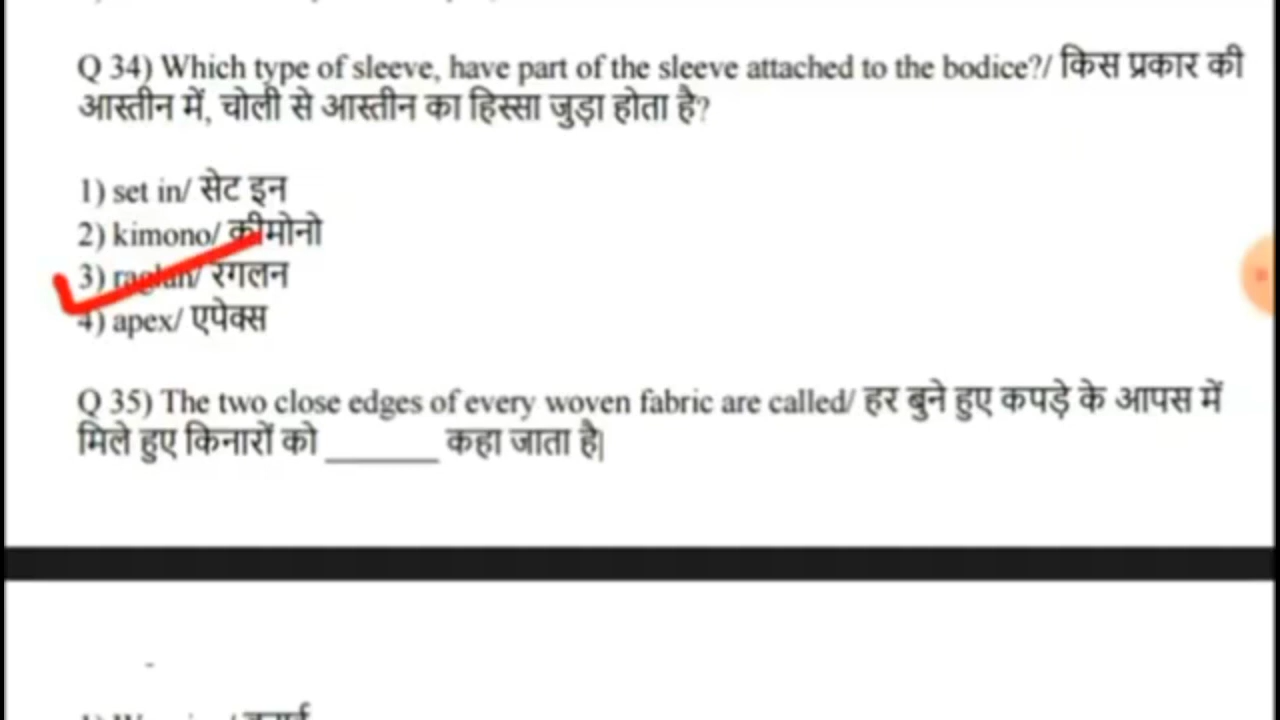 Q 34) Which type of sleeve, have part of the sleeve attached to the bodice?/ किस प्रकार की
आस्तीन में, चोली से आस्तीन का हिस्सा जुड़ा होता है?
1) set in/ सेट इन
2) kimono/ कीमोनो
3) raglan/ रगलन
4) apex/ एपेक्स
Q 35) The two close edges of every woven fabric are called/ हर बुने हुए कपड़े के आपस में
मिले हुए किनारों को _______ कहा जाता है|